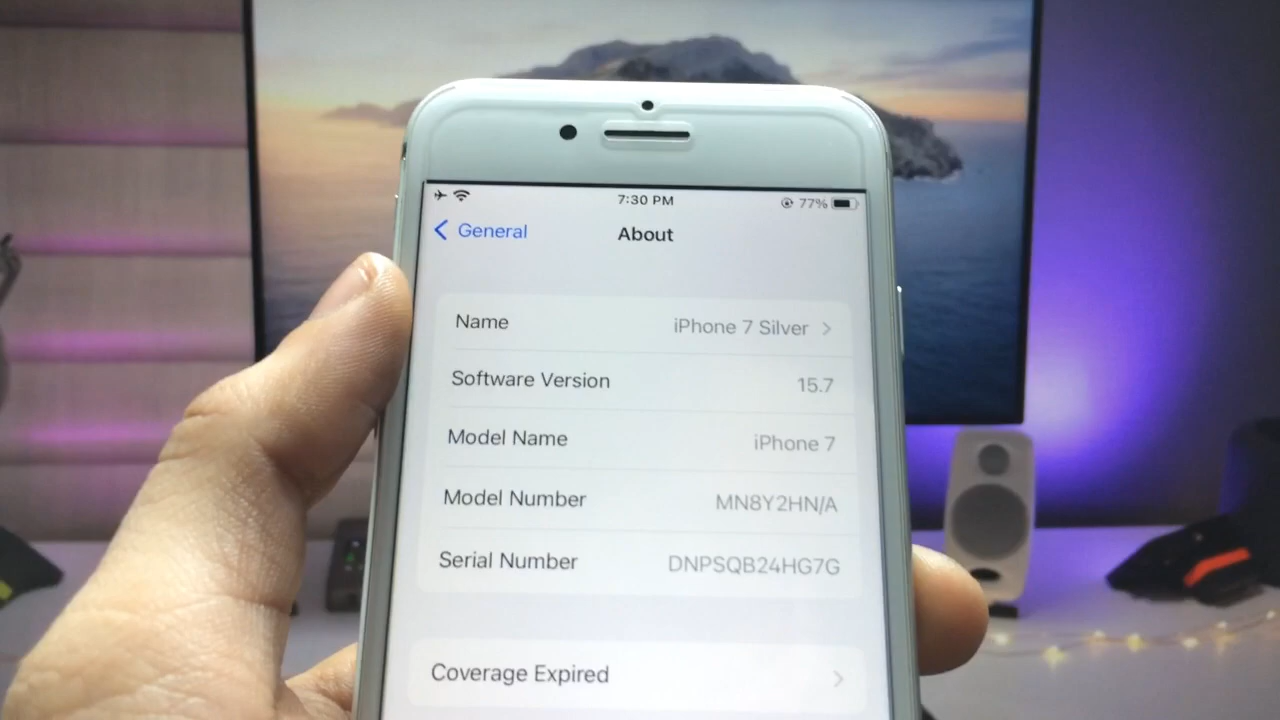 7:30 PM 77%
General About
Name iPhone 7 Silver
Software Version 15.7
Model Name iPhone 7
Model Number MN8Y2HN/A
Serial Number DNPSQB24HG7G
Coverage Expired